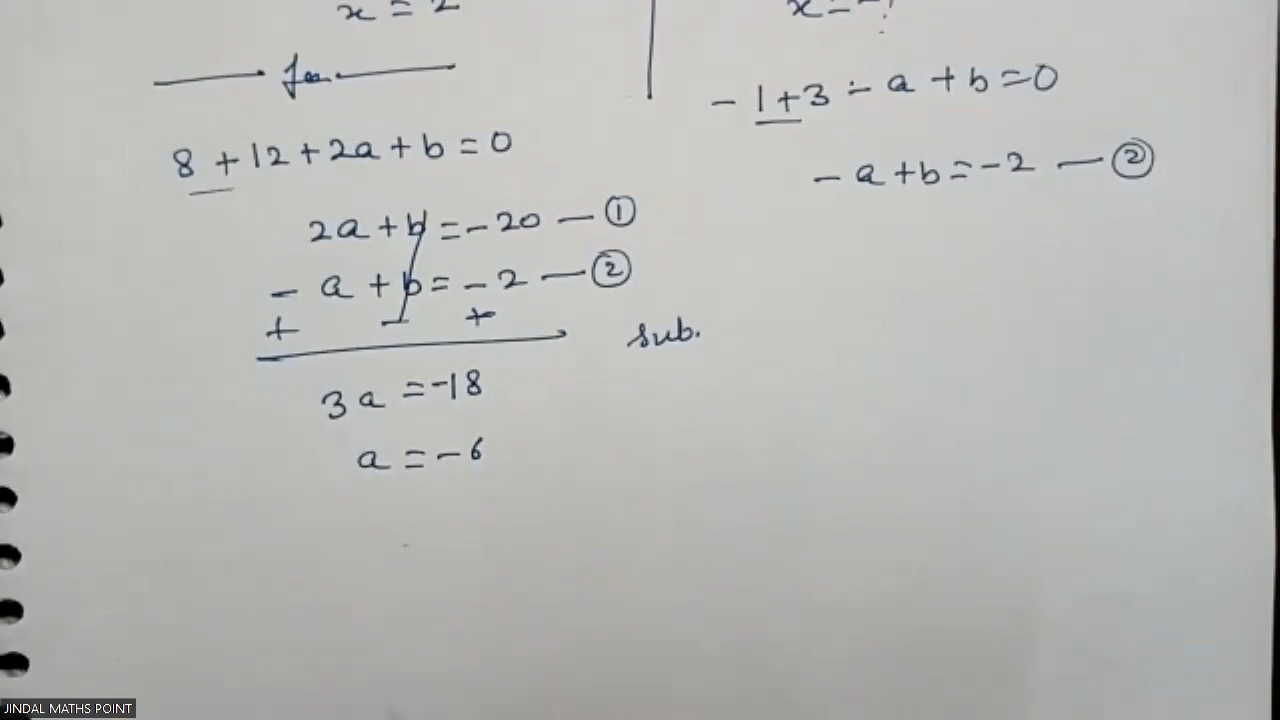 x = 2
8 + 12 + 2a + b = 0
2a + b = - 20 — ①
- a + b = - 2 — ②
+ - +
sub.
3a = -18
a = - 6
x = -1
- 1 + 3 - a + b = 0
- a + b = - 2 — ②
JINDAL MATHS POINT